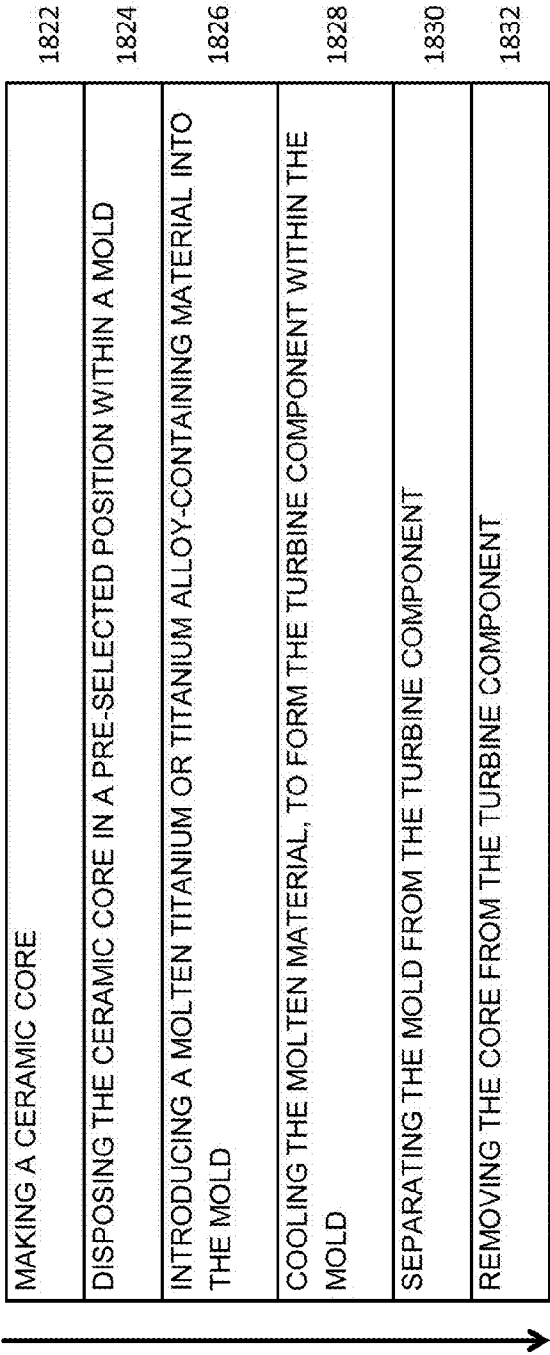 MAKING A CERAMIC CORE 1822
DISPOSING THE CERAMIC CORE IN A PRE-SELECTED POSITION WITHIN A MOLD 1824
INTRODUCING A MOLTEN TITANIUM OR TITANIUM ALLOY-CONTAINING MATERIAL INTO 1826
THE MOLD
COOLING THE MOLTEN MATERIAL, TO FORM THE TURBINE COMPONENT WITHIN THE 1828
MOLD
SEPARATING THE MOLD FROM THE TURBINE COMPONENT 1830
REMOVING THE CORE FROM THE TURBINE COMPONENT 1832